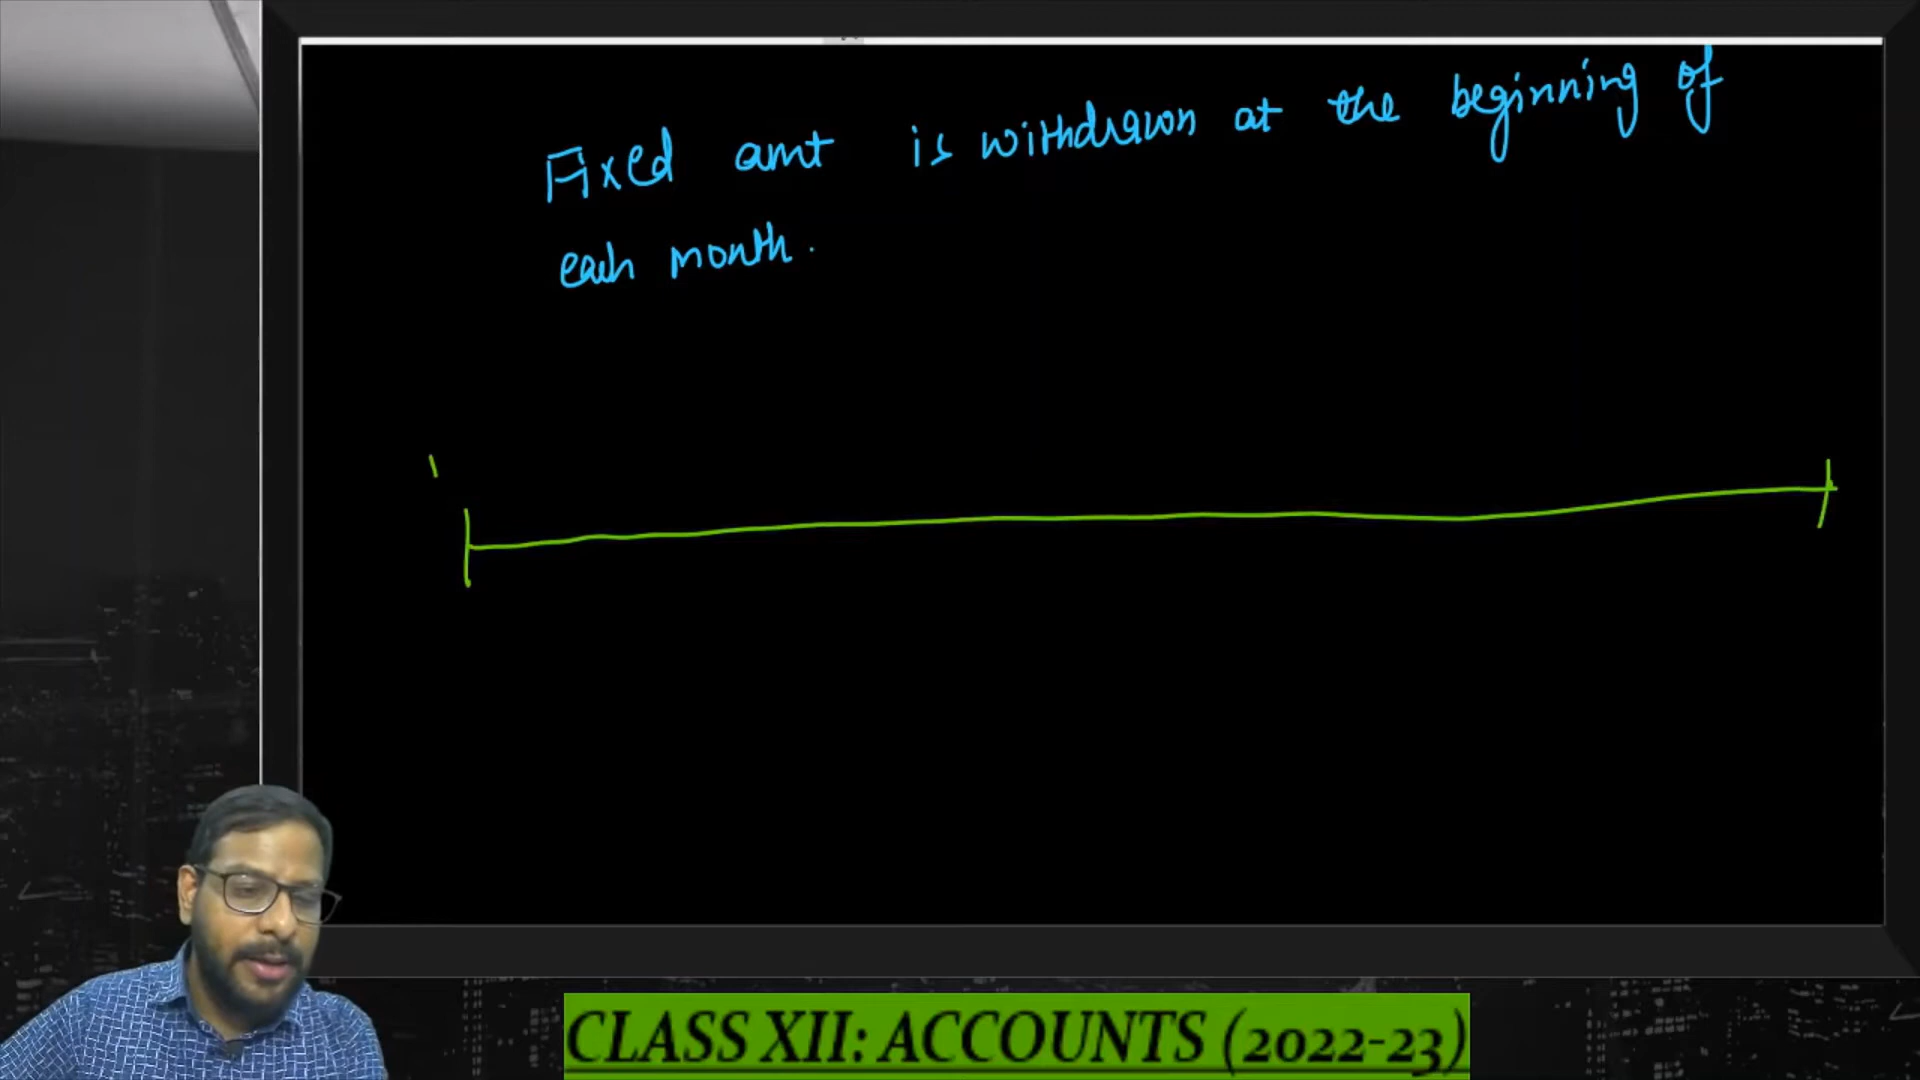 Fixed amt is withdrawn at the beginning of
each month.
CLASS XII: ACCOUNTS (2022-23)